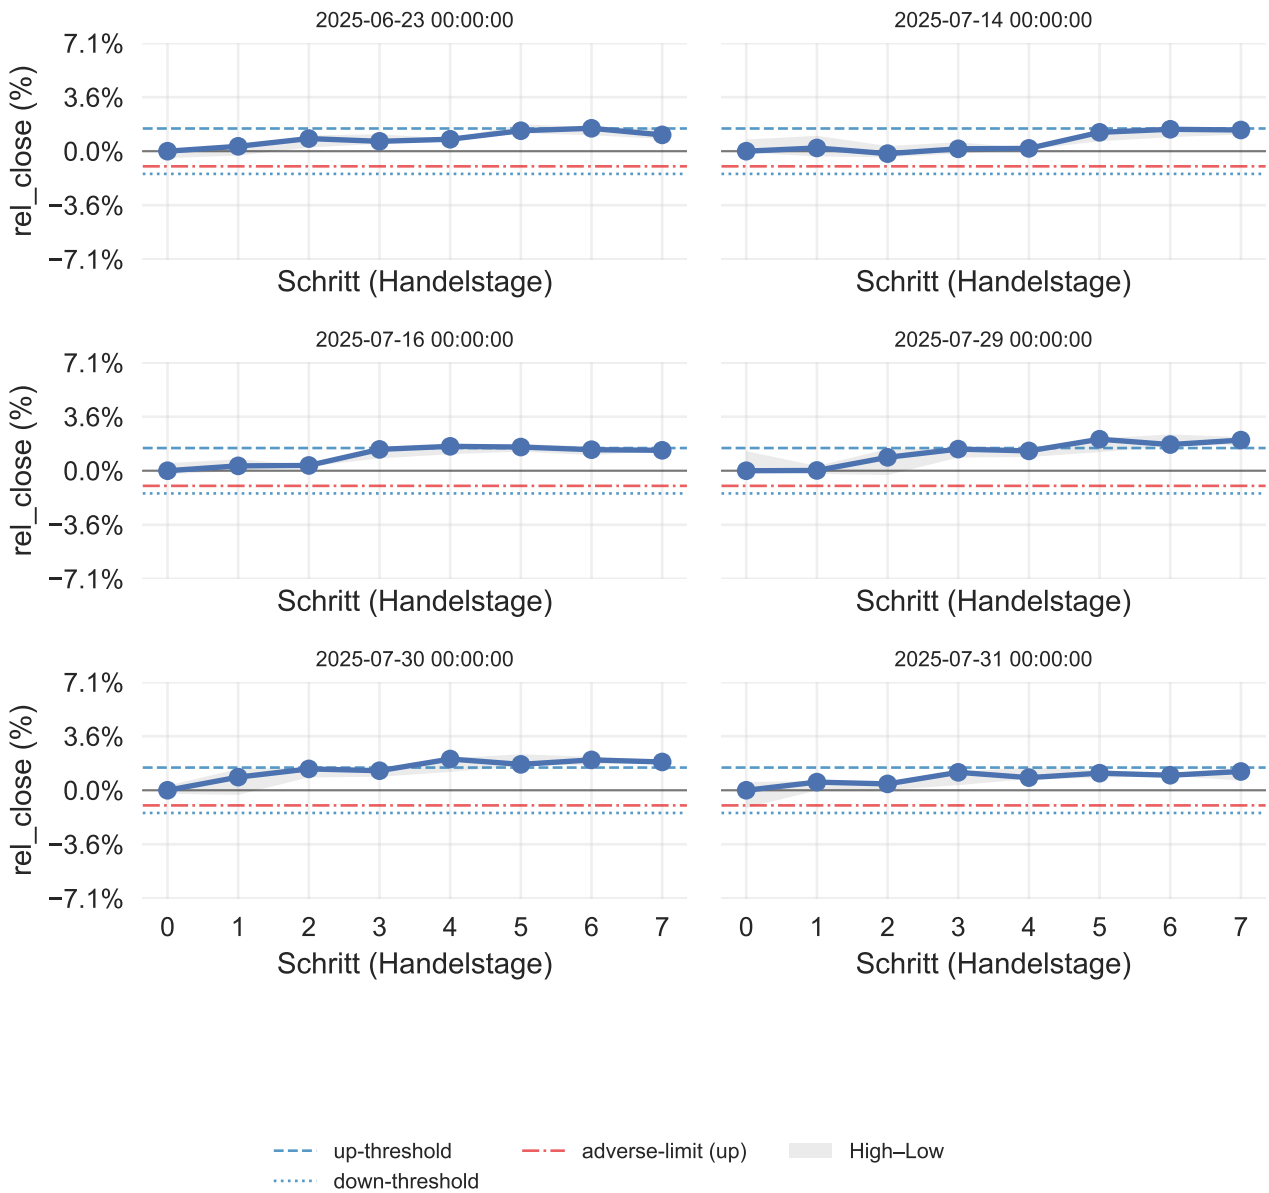 2025-06-23 00:00:00
2025-07-14 00:00:00
7.1%
3.6%
0.0%
−3.6%
−7.1%
rel_close (%)
Schritt (Handelstage)
Schritt (Handelstage)
2025-07-16 00:00:00
2025-07-29 00:00:00
7.1%
3.6%
0.0%
−3.6%
−7.1%
rel_close (%)
Schritt (Handelstage)
Schritt (Handelstage)
2025-07-30 00:00:00
2025-07-31 00:00:00
7.1%
3.6%
0.0%
−3.6%
−7.1%
rel_close (%)
0 1 2 3 4 5 6 7
0 1 2 3 4 5 6 7
Schritt (Handelstage)
Schritt (Handelstage)
up-threshold
down-threshold
adverse-limit (up)
High–Low